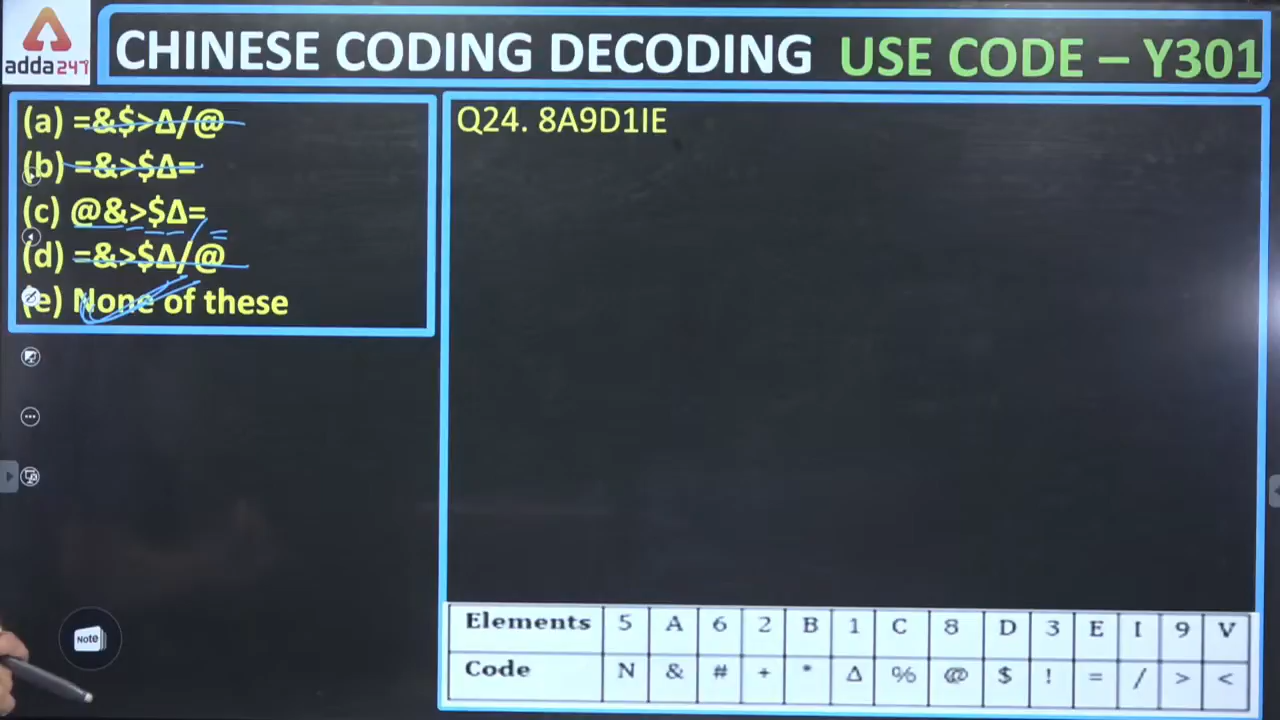 adda247
CHINESE CODING DECODING USE CODE – Y301
(a) =&$>Δ/@
(b) =&>$Δ=
(c) @&>$Δ=
/ =
(d) =&>$Δ/@
(e) None of these
Q24. 8A9D1IE
Note
Elements 5 A 6 2 B 1 C 8 D 3 E I 9 V
Code N & # + * Δ % @ $ ! = / > <